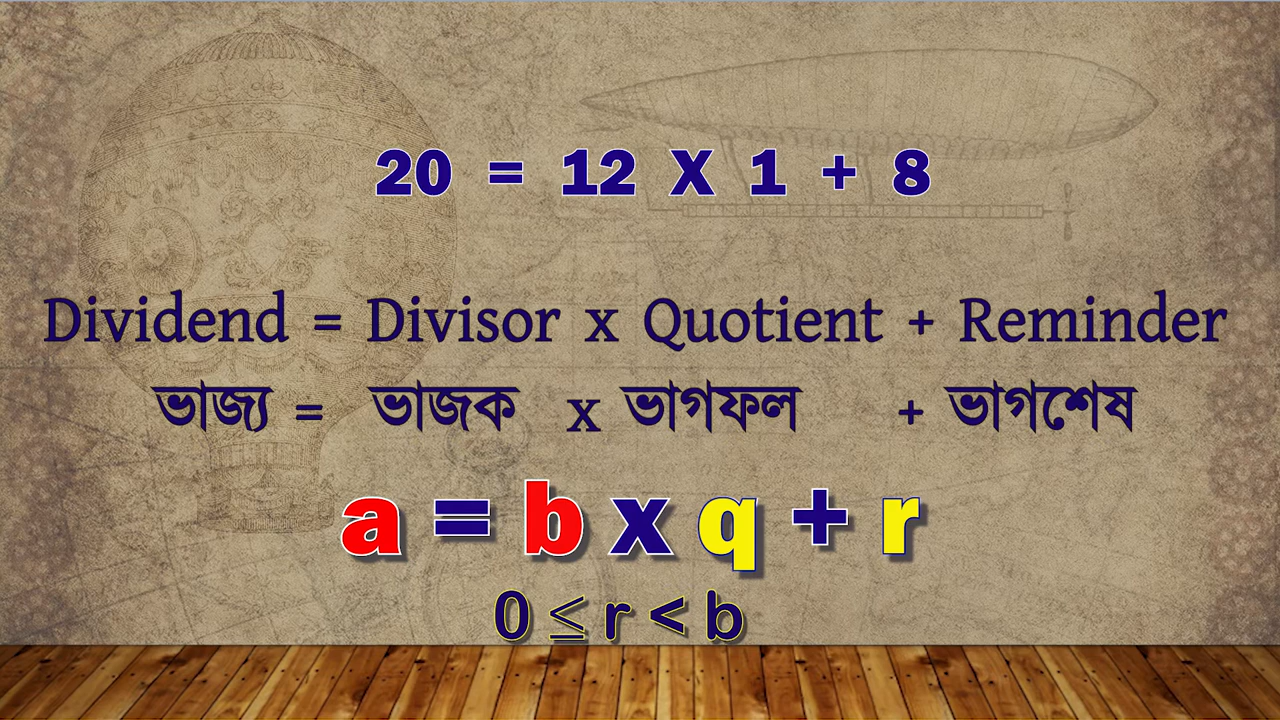 20 = 12 X 1 + 8
Dividend = Divisor x Quotient + Reminder
ভাজ্য = ভাজক x ভাগফল + ভাগশেষ
a = b x q + r
0 ≤ r < b